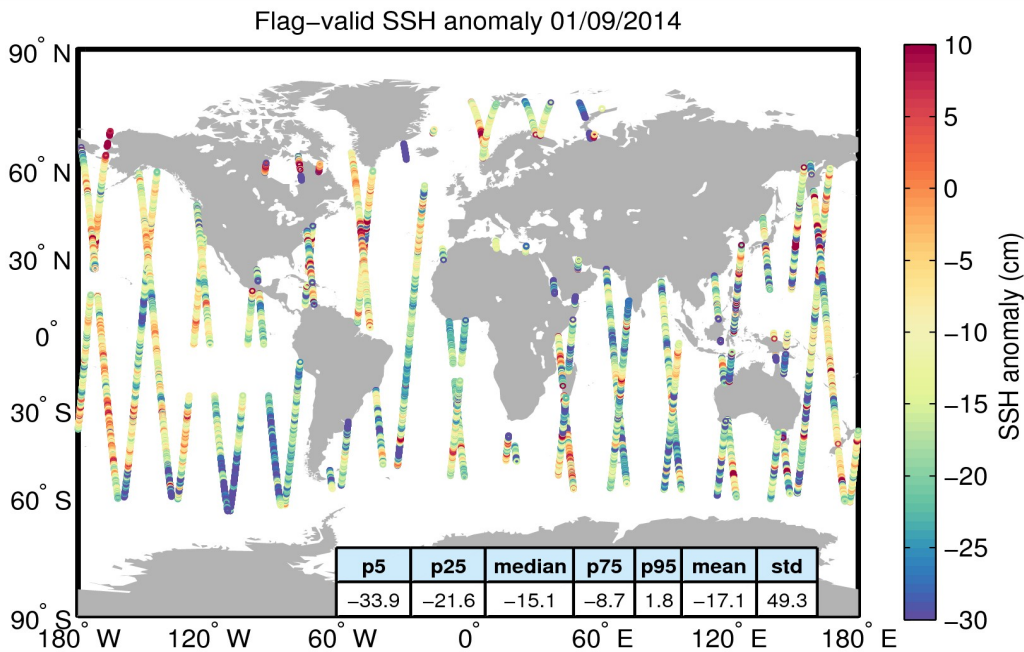 Flag−valid SSH anomaly 01/09/2014
90° N
60° N
30° N
0°
30° S
60° S
90° S
180° W
120° W
60° W
0°
60° E
120° E
180° E
p5 p25 median p75 p95 mean std
−33.9 −21.6 −15.1 −8.7 1.8 −17.1 49.3
10
5
0
−5
−10
−15
−20
−25
−30
SSH anomaly (cm)